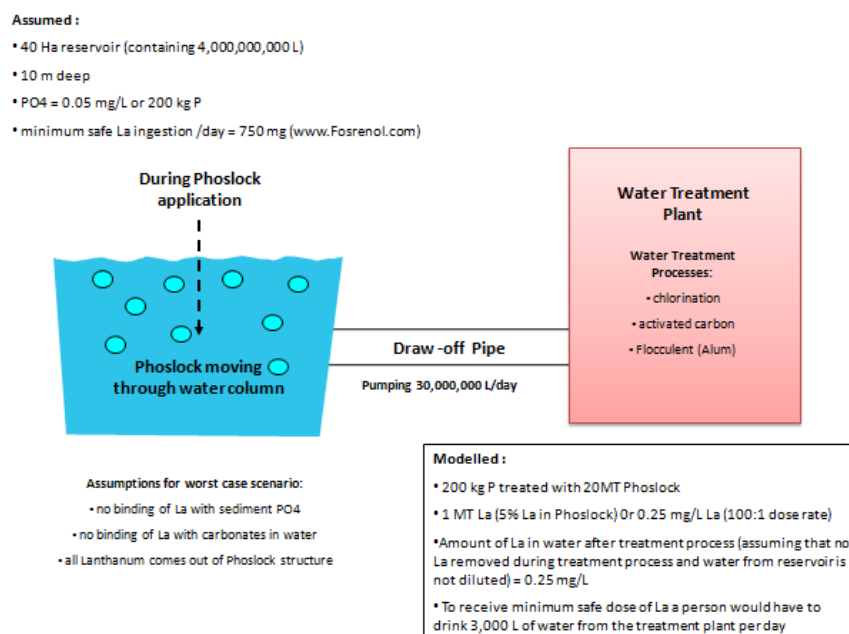 Assumed :
• 40 Ha reservoir (containing 4,000,000,000 L)
• 10 m deep
• PO4 = 0.05 mg/L or 200 kg P
• minimum safe La ingestion /day = 750 mg (www.Fosrenol.com)
During Phoslock
application
Phoslock moving
through water column
Draw -off Pipe
Pumping 30,000,000 L/day
Water Treatment
Plant
Water Treatment
Processes:
• chlorination
• activated carbon
• Flocculent (Alum)
Assumptions for worst case scenario:
• no binding of La with sediment PO4
• no binding of La with carbonates in water
• all Lanthanum comes out of Phoslock structure
Modelled :
• 200 kg P treated with 20MT Phoslock
• 1 MT La (5% La in Phoslock) 0r 0.25 mg/L La (100:1 dose rate)
•Amount of La in water after treatment process (assuming that no
La removed during treatment process and water from reservoir is
not diluted) = 0.25 mg/L
• To receive minimum safe dose of La a person would have to
drink 3,000 L of water from the treatment plant per day